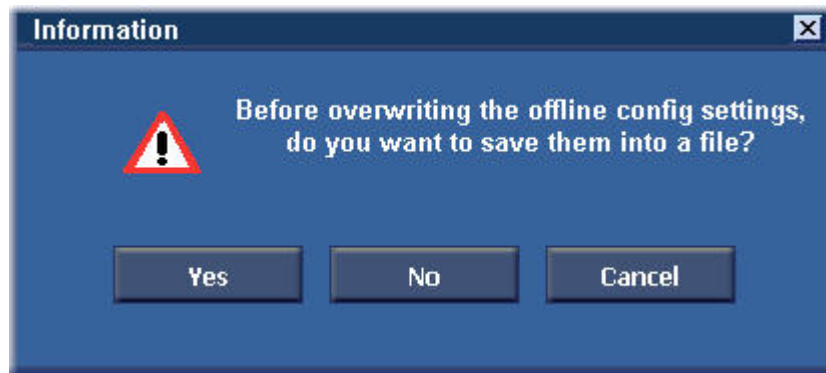 Information
Before overwriting the offline config settings,
do you want to save them into a file?
Yes No Cancel